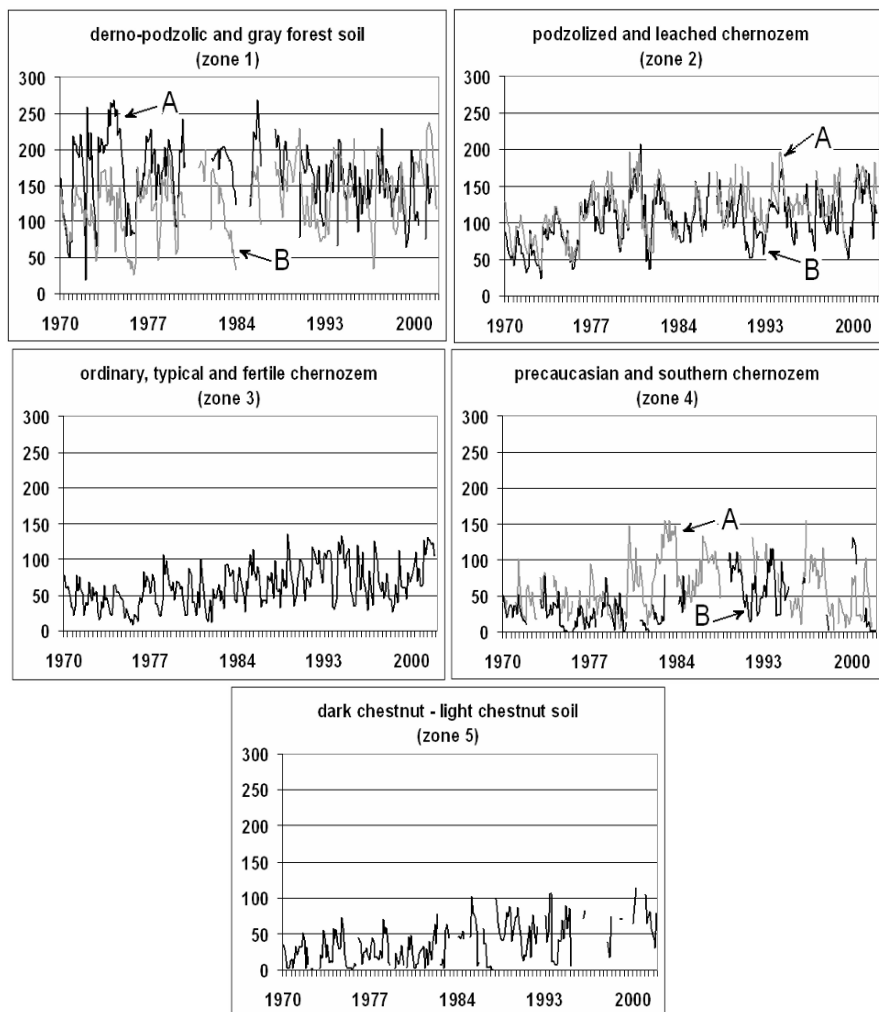 derno-podzolic and gray forest soil
(zone 1)
300
250
200
150
100
50
0
A
B
1970 1977 1984 1993 2000
podzolized and leached chernozem
(zone 2)
300
250
200
150
100
50
0
A
B
1970 1977 1984 1993 2000
ordinary, typical and fertile chernozem
(zone 3)
300
250
200
150
100
50
0
1970 1977 1984 1993 2000
precaucasian and southern chernozem
(zone 4)
300
250
200
150
100
50
0
A
B
1970 1977 1984 1993 2000
dark chestnut - light chestnut soil
(zone 5)
300
250
200
150
100
50
0
1970 1977 1984 1993 2000